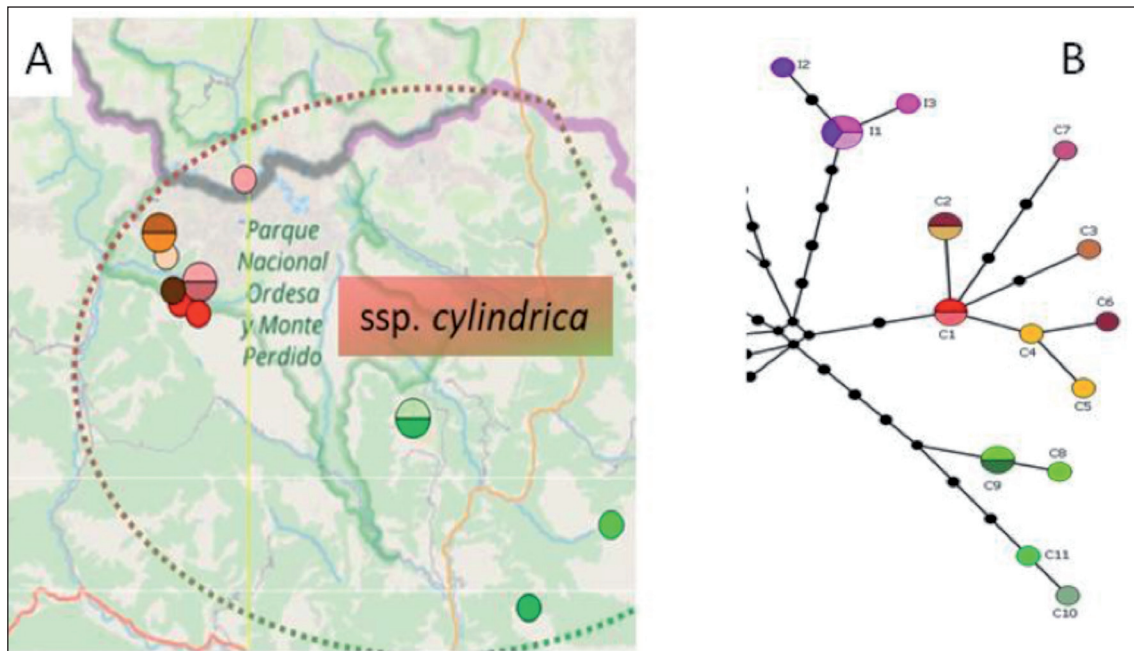 A
Parque
Nacional
Ordesa
y Monte
Perdido
ssp. cylindrica
B
I2
I3
I1
C7
C2
C3
C6
C1
C4
C5
C8
C9
C11
C10